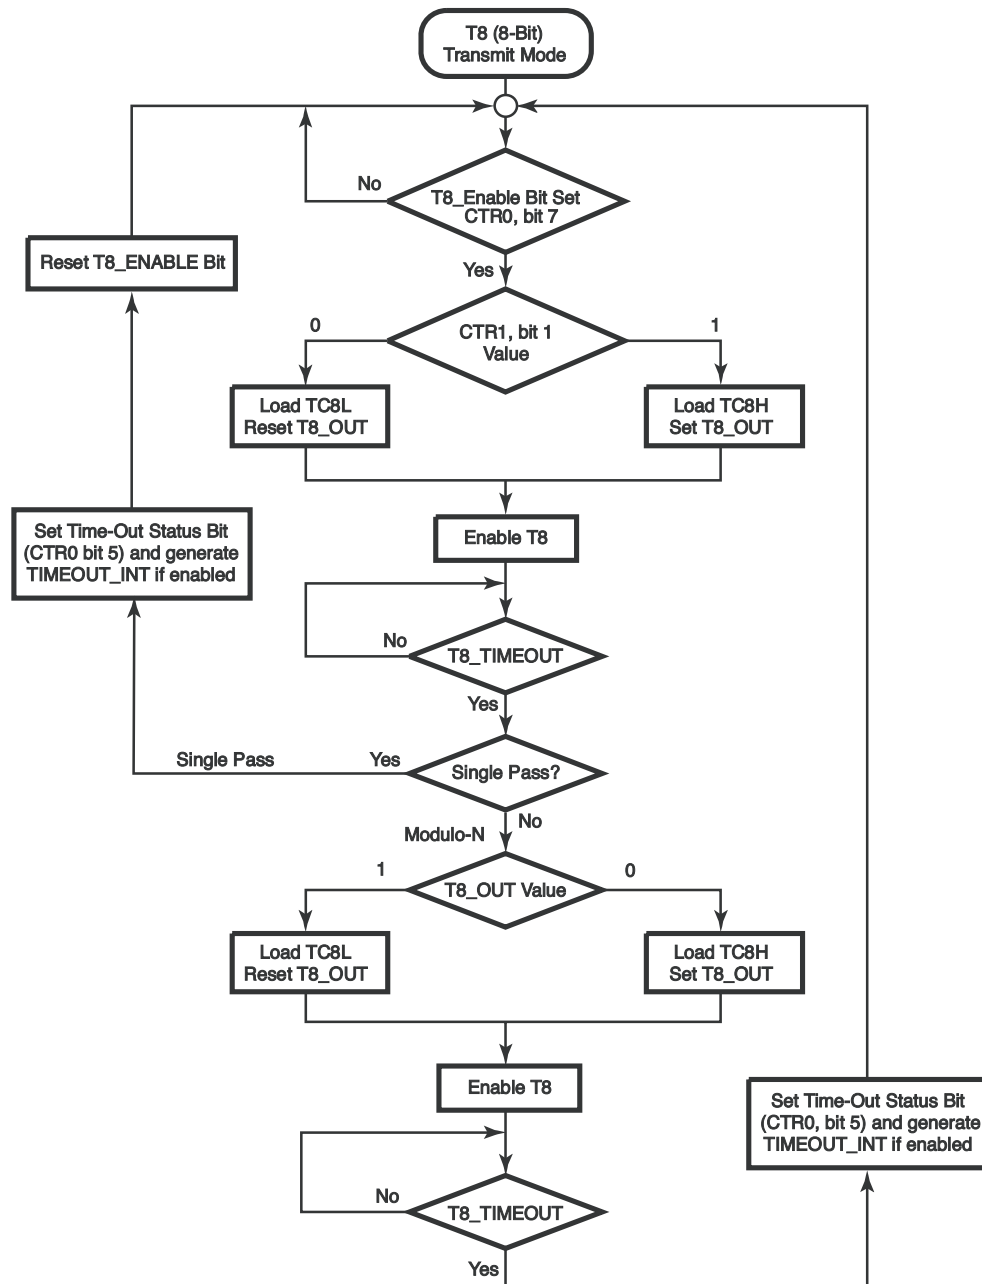 T8 (8-Bit)
Transmit Mode
No
T8_Enable Bit Set
CTR0, bit 7
Reset T8_ENABLE Bit
Yes
0
CTR1, bit 1
Value
1
Load TC8L
Reset T8_OUT
Load TC8H
Set T8_OUT
Set Time-Out Status Bit
(CTR0 bit 5) and generate
TIMEOUT_INT if enabled
Enable T8
No
T8_TIMEOUT
Yes
Single Pass
Yes
Single Pass?
No
Modulo-N
1
T8_OUT Value
0
Load TC8L
Reset T8_OUT
Load TC8H
Set T8_OUT
Enable T8
Set Time-Out Status Bit
(CTR0, bit 5) and generate
TIMEOUT_INT if enabled
No
T8_TIMEOUT
Yes